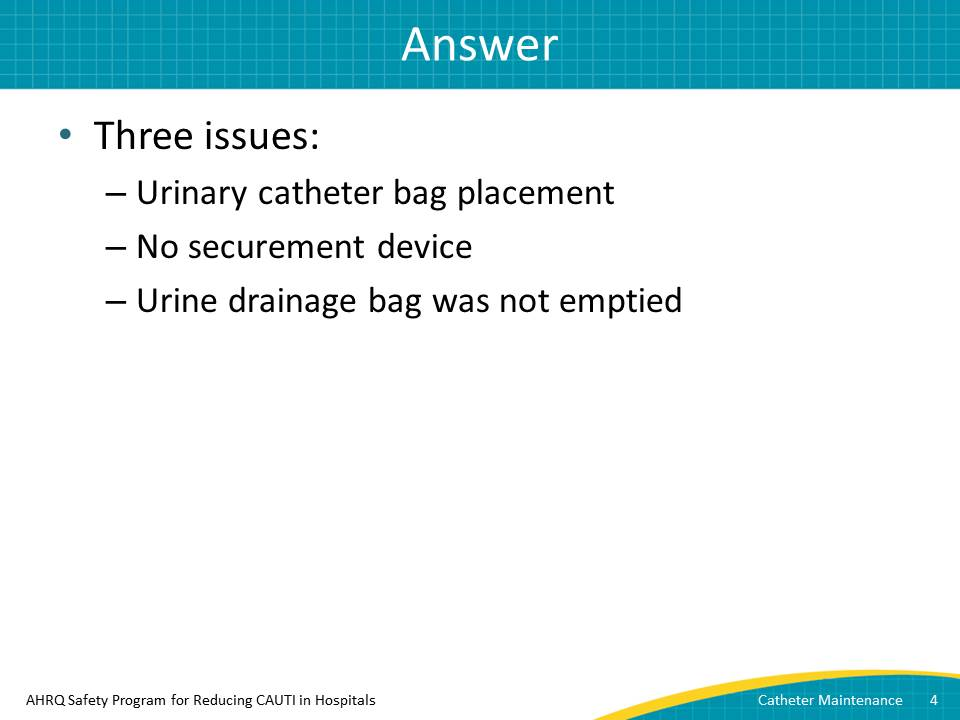 Answer
• Three issues:
– Urinary catheter bag placement
– No securement device
– Urine drainage bag was not emptied
AHRQ Safety Program for Reducing CAUTI in Hospitals
Catheter Maintenance 4